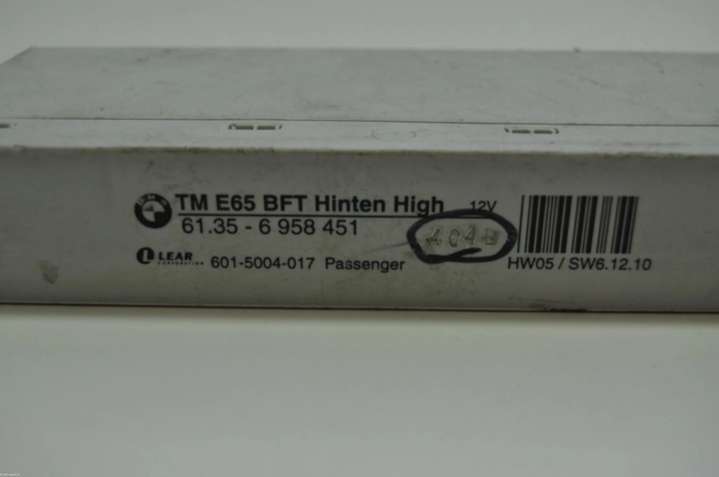 TM E65 BFT Hinten High 12V
61.35 - 6 958 451
LEAR CORPORATION 601-5004-017 Passenger
HW05 / SW6.12.10